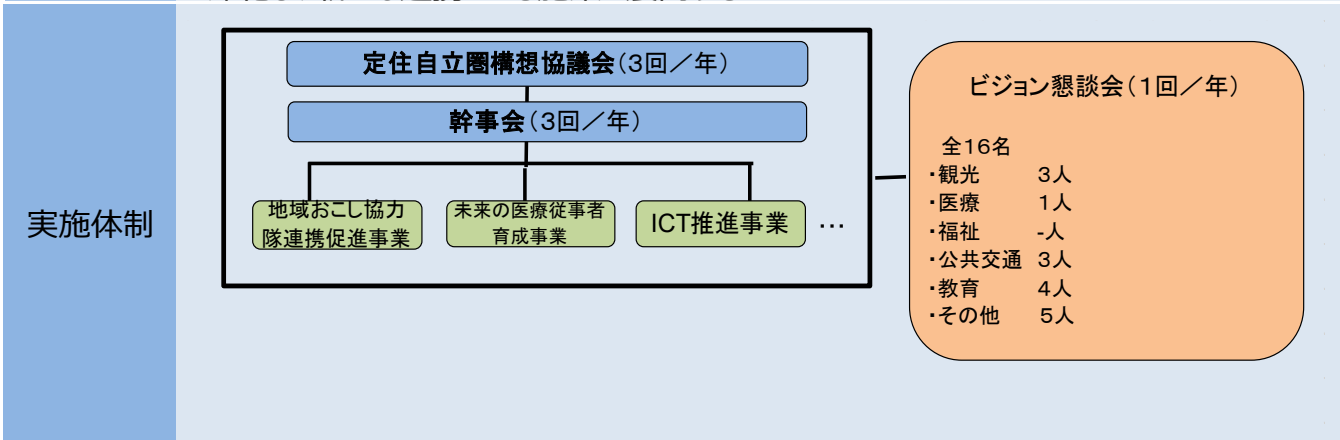 実施体制
定住自立圏構想協議会(3回/年)
幹事会(3回/年)
地域おこし協力
隊連携促進事業
未来の医療従事者
育成事業
ICT推進事業
…
ビジョン懇談会(1回/年)
全16名
・観光 3人
・医療 1人
・福祉 -人
・公共交通 3人
・教育 4人
・その他 5人